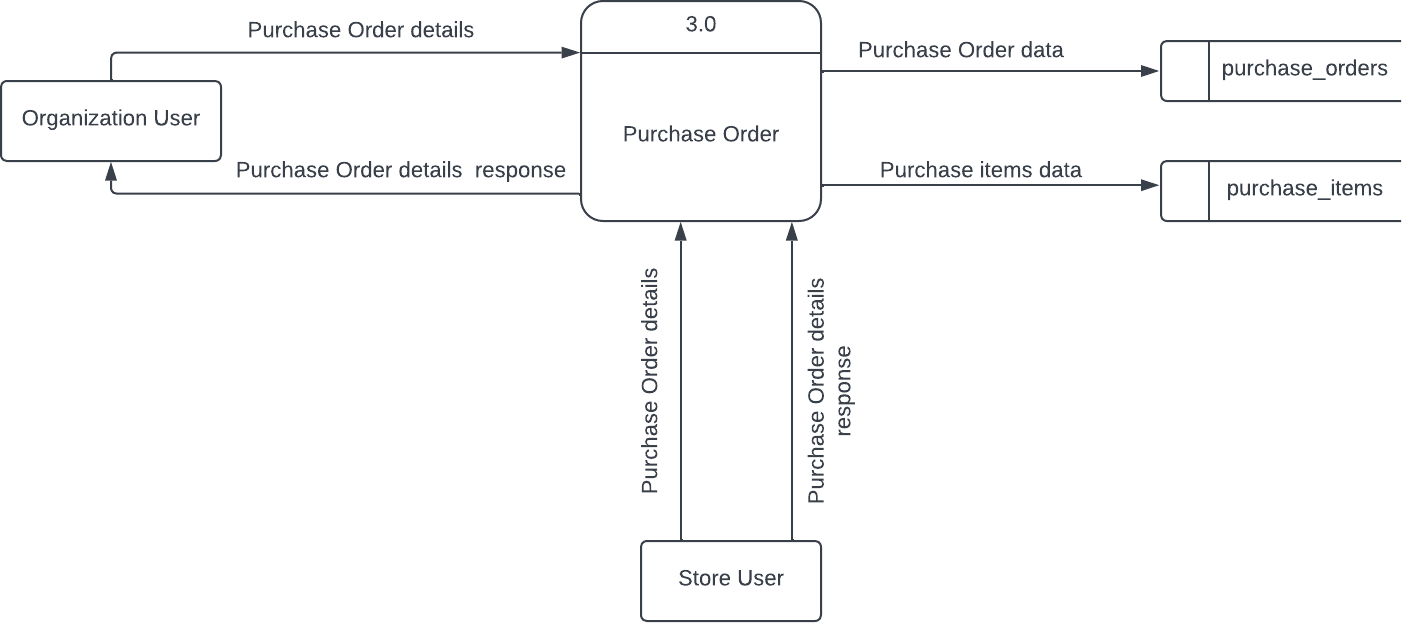 Purchase Order details
3.0
Purchase Order data
purchase_orders
Organization User
Purchase Order
Purchase Order details  response
Purchase items data
purchase_items
Purchase Order details
Purchase Order details
response
Store User